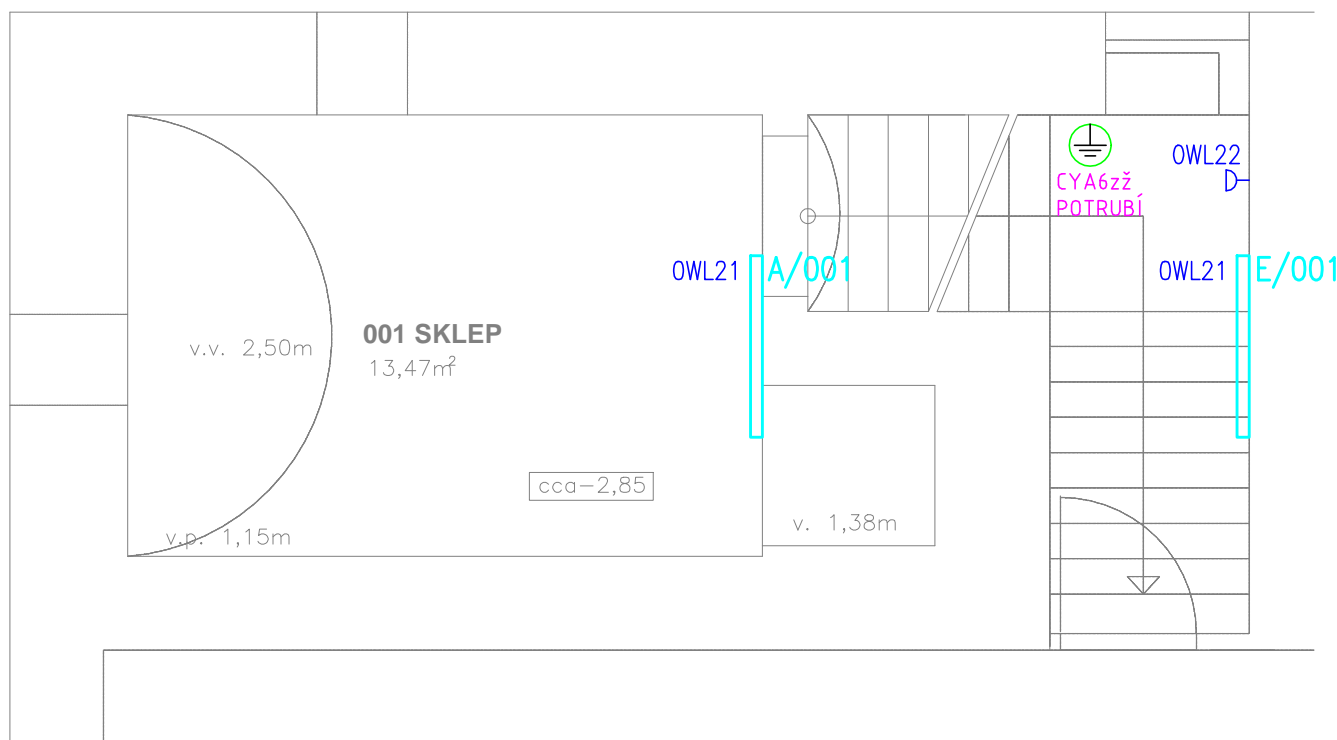 OWL22
CYA6zž
POTRUBÍ
OWL21 A/001
OWL21 E/001
001 SKLEP
13,47m²
v.v. 2,50m
cca-2,85
v. 1,38m
v.p. 1,15m